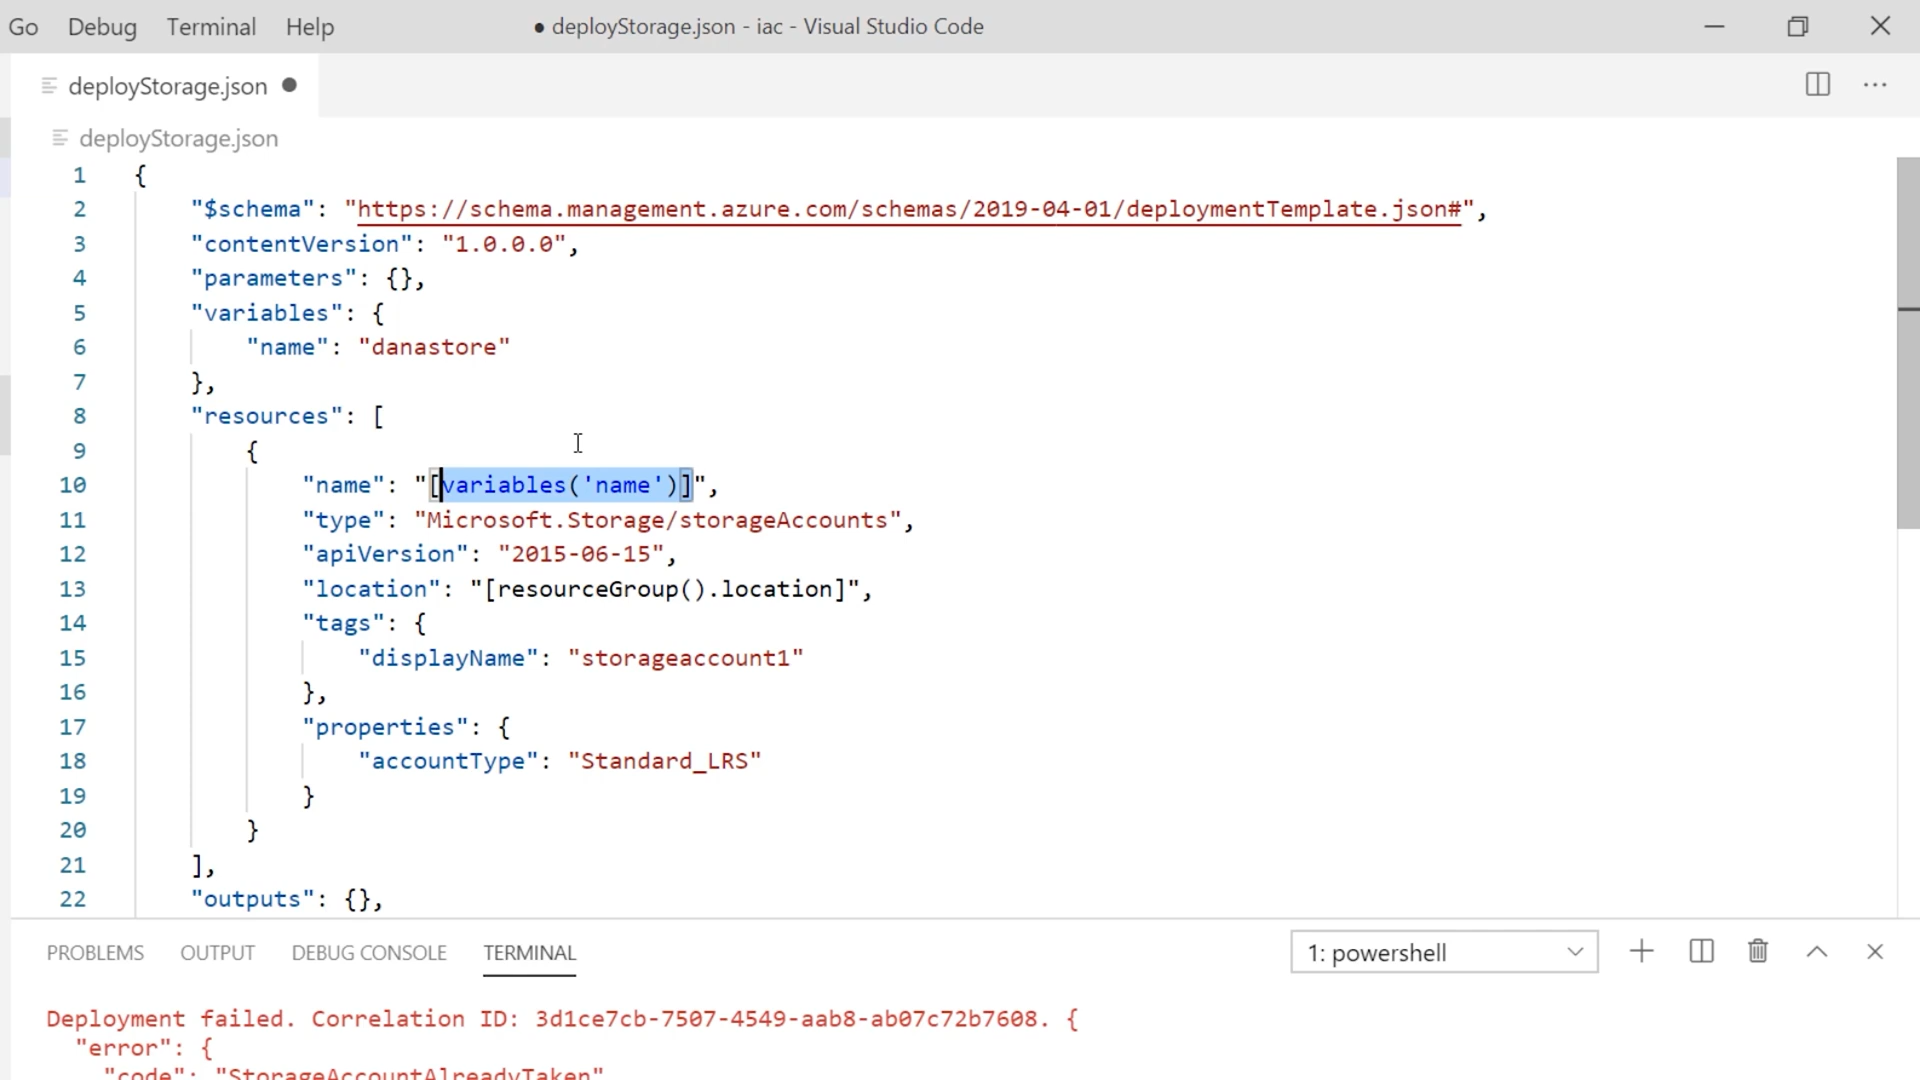 Go Debug Terminal Help ● deployStorage.json - iac - Visual Studio Code
deployStorage.json ●
deployStorage.json
1 {
2 "$schema": "https://schema.management.azure.com/schemas/2019-04-01/deploymentTemplate.json#",
3 "contentVersion": "1.0.0.0",
4 "parameters": {},
5 "variables": {
6 "name": "danastore"
7 },
8 "resources": [
9 {
10 "name": "[variables('name')]",
11 "type": "Microsoft.Storage/storageAccounts",
12 "apiVersion": "2015-06-15",
13 "location": "[resourceGroup().location]",
14 "tags": {
15 "displayName": "storageaccount1"
16 },
17 "properties": {
18 "accountType": "Standard_LRS"
19 }
20 }
21 ],
22 "outputs": {},
PROBLEMS OUTPUT DEBUG CONSOLE TERMINAL 1: powershell
Deployment failed. Correlation ID: 3d1ce7cb-7507-4549-aab8-ab07c72b7608. {
"error": {
"code": "StorageAccountAlreadyTaken"